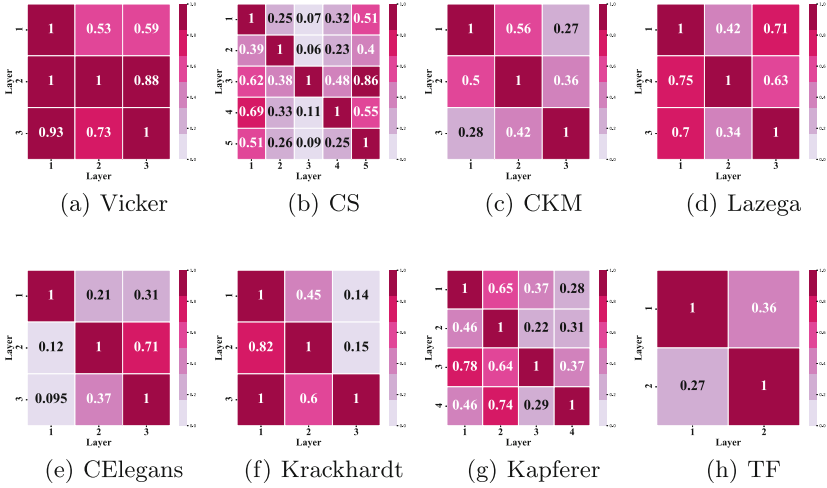 1 0.53 0.59
1 1 0.88
0.93 0.73 1
1 2 3
Layer
(a) Vicker
1 0.25 0.07 0.32 0.51
0.39 1 0.06 0.23 0.4
0.62 0.38 1 0.48 0.86
0.69 0.33 0.11 1 0.55
0.51 0.26 0.09 0.25 1
1 2 3 4 5
Layer
(b) CS
1 0.56 0.27
0.5 1 0.36
0.28 0.42 1
1 2 3
Layer
(c) CKM
1 0.42 0.71
0.75 1 0.63
0.7 0.34 1
1 2 3
Layer
(d) Lazega
1 0.21 0.31
0.12 1 0.71
0.095 0.37 1
1 2 3
Layer
(e) CElegans
1 0.45 0.14
0.82 1 0.15
1 0.6 1
1 2 3
Layer
(f) Krackhardt
1 0.65 0.37 0.28
0.46 1 0.22 0.31
0.78 0.64 1 0.37
0.46 0.74 0.29 1
1 2 3 4
Layer
(g) Kapferer
1 0.36
0.27 1
1 2
Layer
(h) TF